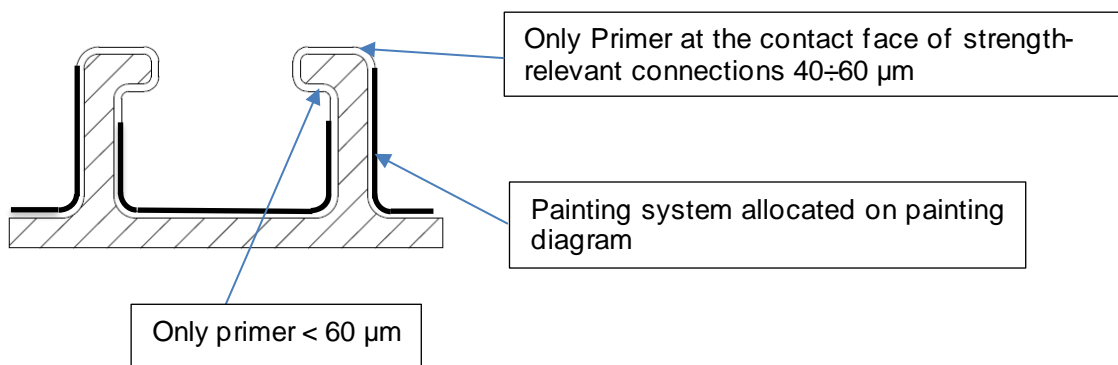 Only Primer at the contact face of strength-
relevant connections 40÷60 µm
Painting system allocated on painting
diagram
Only primer < 60 µm